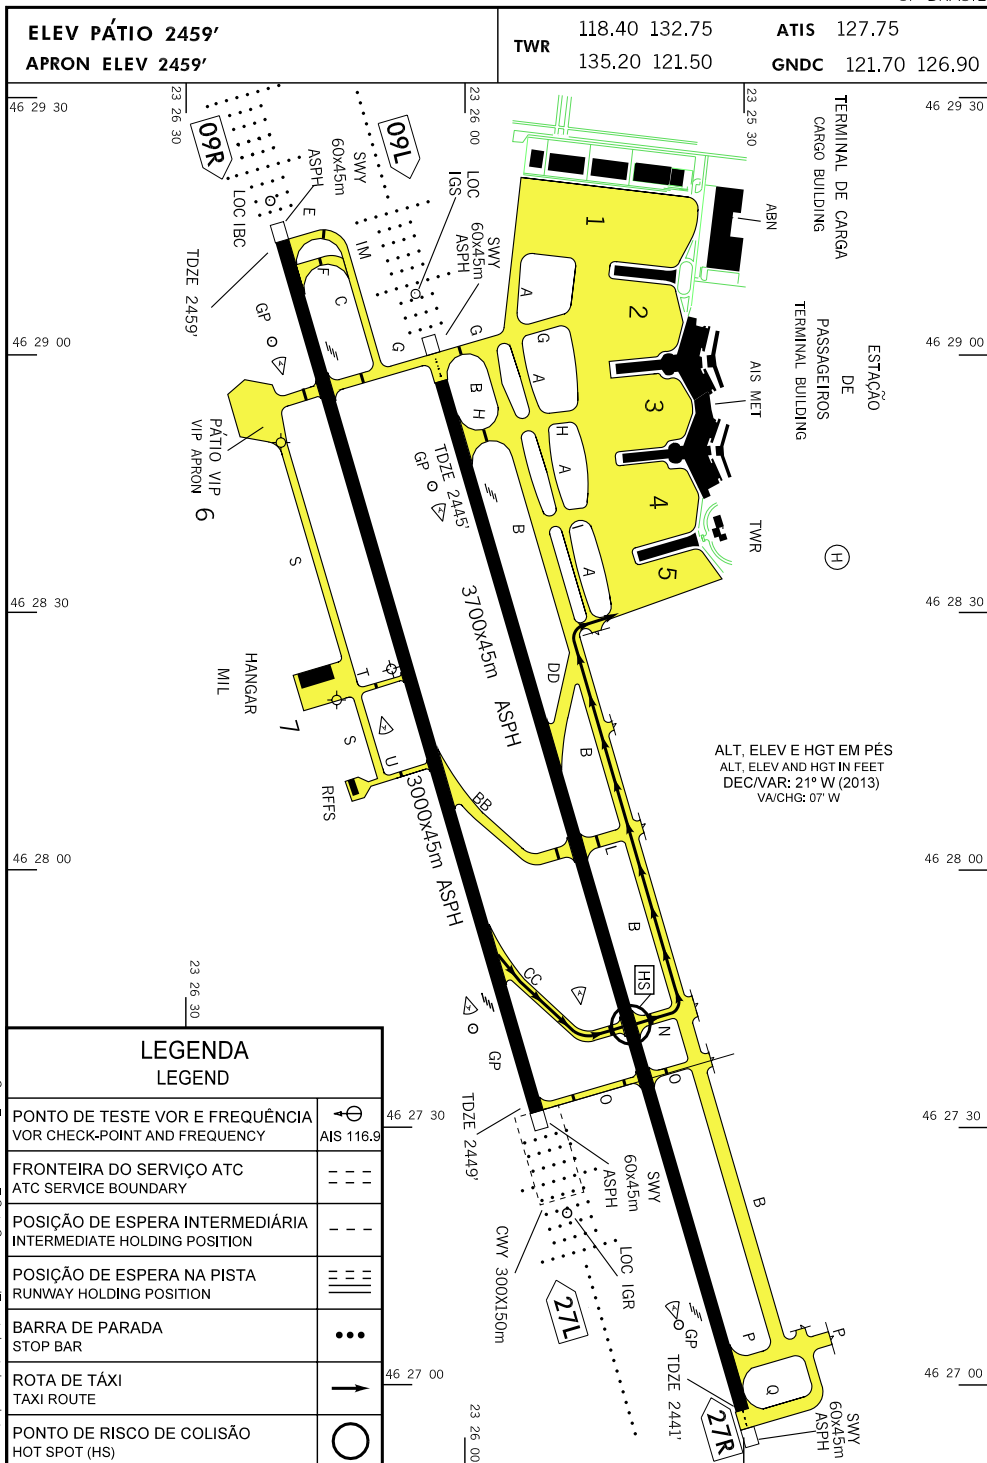 ELEV PÁTIO 2459'
APRON ELEV 2459'
TWR
118.40 132.75
135.20 121.50
ATIS 127.75
GNDC 121.70 126.90
46 29 30
23 26 30
23 26 00
23 25 30
46 29 30
09R
09L
SWY
60x45m
ASPH
LOC IBC
TDZE 2459'
LOC
IGS
SWY
60x45m
ASPH
TERMINAL DE CARGA
CARGO BUILDING
ABN
1
2
3
4
5
E
F
C
IM
G
G
G
A
A
A
A
B
H
H
I
B
GP
46 29 00
46 29 00
ESTAÇÃO
DE
PASSAGEIROS
TERMINAL BUILDING
AIS MET
TWR
H
PÁTIO VIP
VIP APRON
6
TDZE 2445'
GP
S
46 28 30
46 28 30
3700x45m ASPH
HANGAR
MIL
7
T
S
U
RFFS
DD
B
BB
L
3000x45m ASPH
ALT, ELEV E HGT EM PÉS
ALT, ELEV AND HGT IN FEET
DEC/VAR: 21º W (2013)
VA/CHG: 07' W
46 28 00
46 28 00
B
CC
HS
N
O
O
GP
23 26 30
TDZE 2449'
SWY
60x45m
ASPH
CWY 300X150m
LOC IGR
27L
B
GP
TDZE 2441'
27R
P
P
Q
SWY
60x45m
ASPH
46 27 30
46 27 30
46 27 00
46 27 00
23 26 00
LEGENDA
LEGEND
PONTO DE TESTE VOR E FREQUÊNCIA
VOR CHECK-POINT AND FREQUENCY
AIS 116.9
FRONTEIRA DO SERVIÇO ATC
ATC SERVICE BOUNDARY
POSIÇÃO DE ESPERA INTERMEDIÁRIA
INTERMEDIATE HOLDING POSITION
POSIÇÃO DE ESPERA NA PISTA
RUNWAY HOLDING POSITION
BARRA DE PARADA
STOP BAR
ROTA DE TÁXI
TAXI ROUTE
PONTO DE RISCO DE COLISÃO
HOT SPOT (HS)